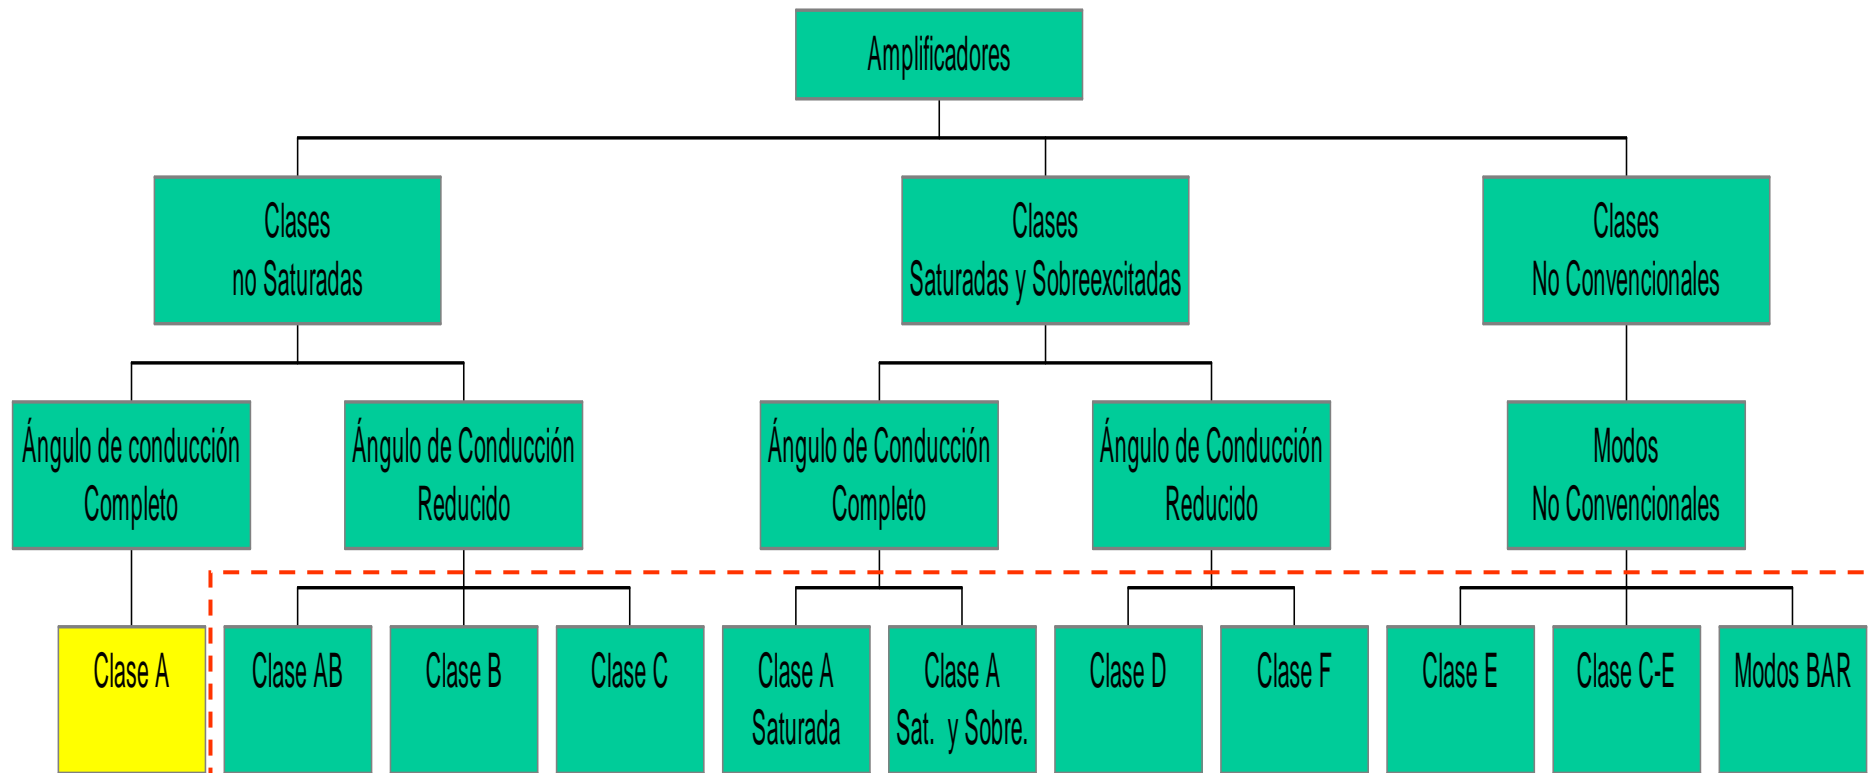 Amplificadores
Clases
no Saturadas
Clases
Saturadas y Sobreexcitadas
Clases
No Convencionales
Ángulo de conducción
Completo
Ángulo de Conducción
Reducido
Ángulo de Conducción
Completo
Ángulo de Conducción
Reducido
Modos
No Convencionales
Clase A
Clase AB
Clase B
Clase C
Clase A
Saturada
Clase A
Sat. y Sobre.
Clase D
Clase F
Clase E
Clase C-E
Modos BAR